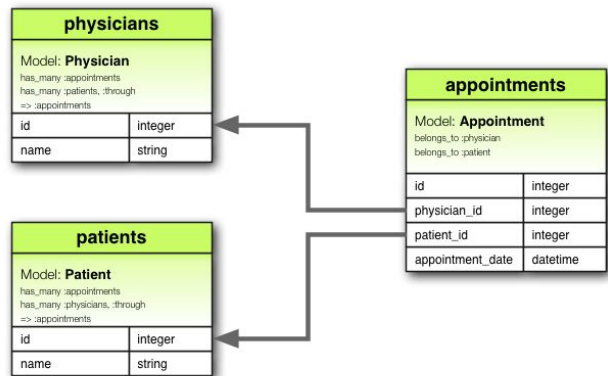 physicians
Model: Physician
has_many :appointments
has_many :patients, :through
=> :appointments
id integer
name string
appointments
Model: Appointment
belongs_to :physician
belongs_to :patient
id integer
physician_id integer
patient_id integer
appointment_date datetime
patients
Model: Patient
has_many :appointments
has_many :physicians, :through
=> :appointments
id integer
name string